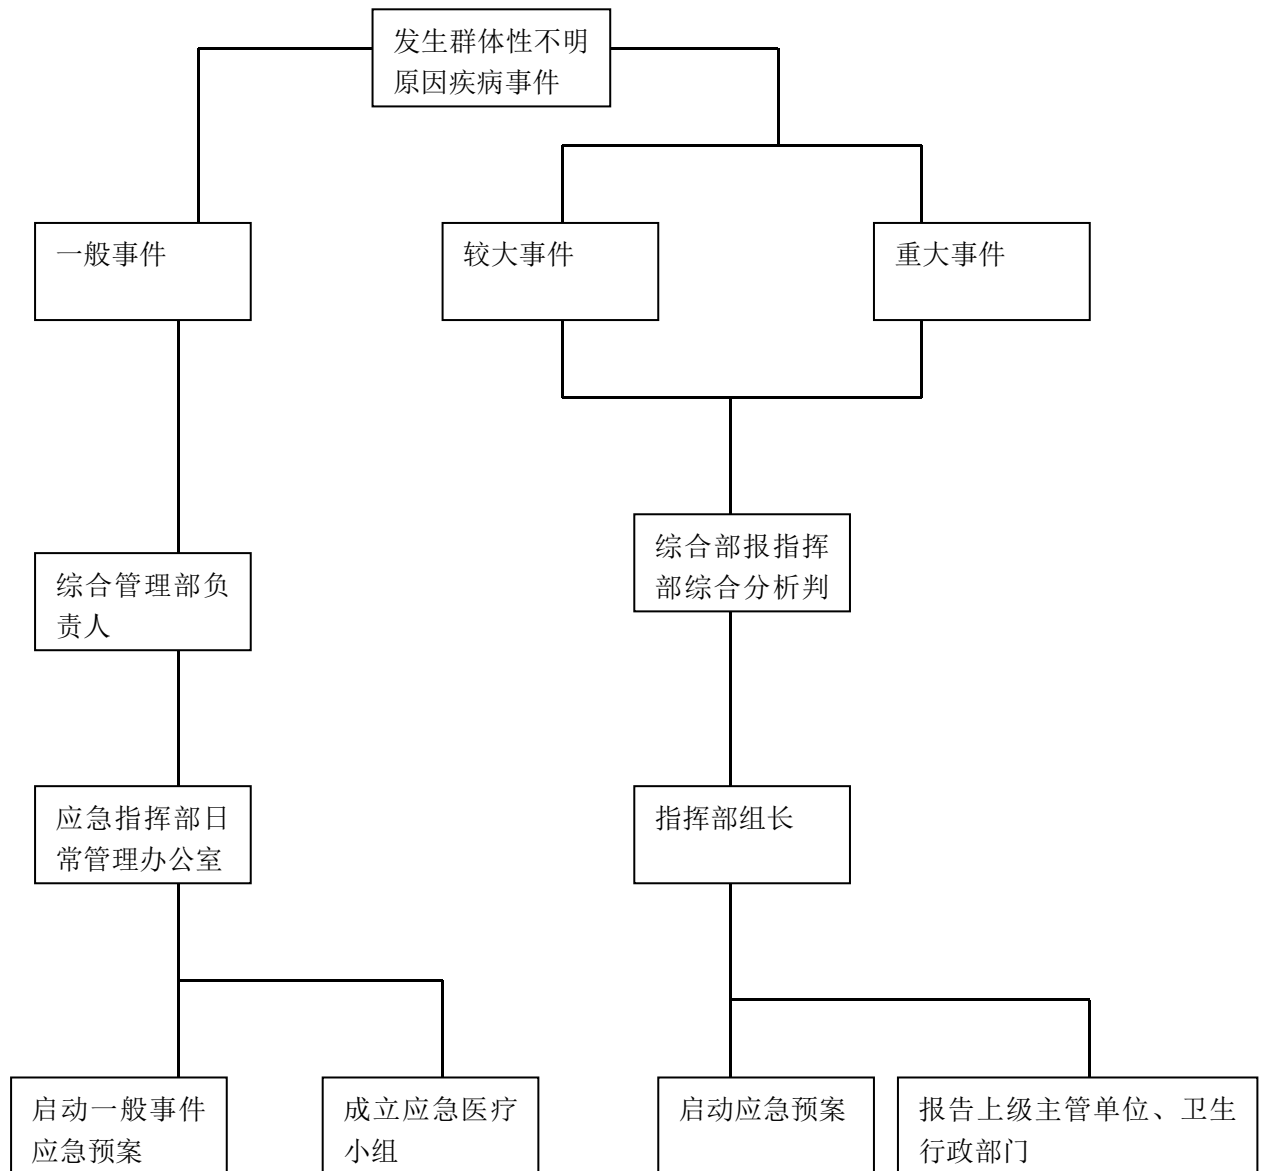 发生群体性不明
原因疾病事件
一般事件
较大事件
重大事件
综合部报指挥
部综合分析判
综合管理部负
责人
应急指挥部日
常管理办公室
指挥部组长
启动一般事件
应急预案
成立应急医疗
小组
启动应急预案
报告上级主管单位、卫生
行政部门